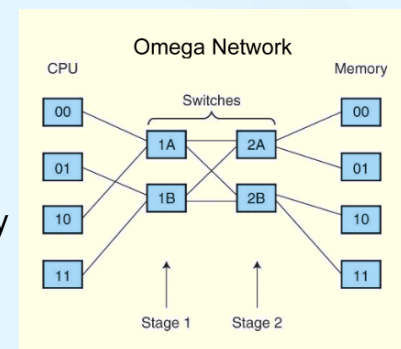 Omega Network
CPU
Memory
Switches
00
1A
2A
00
01
01
y
1B
2B
10
10
11
11
Stage 1
Stage 2